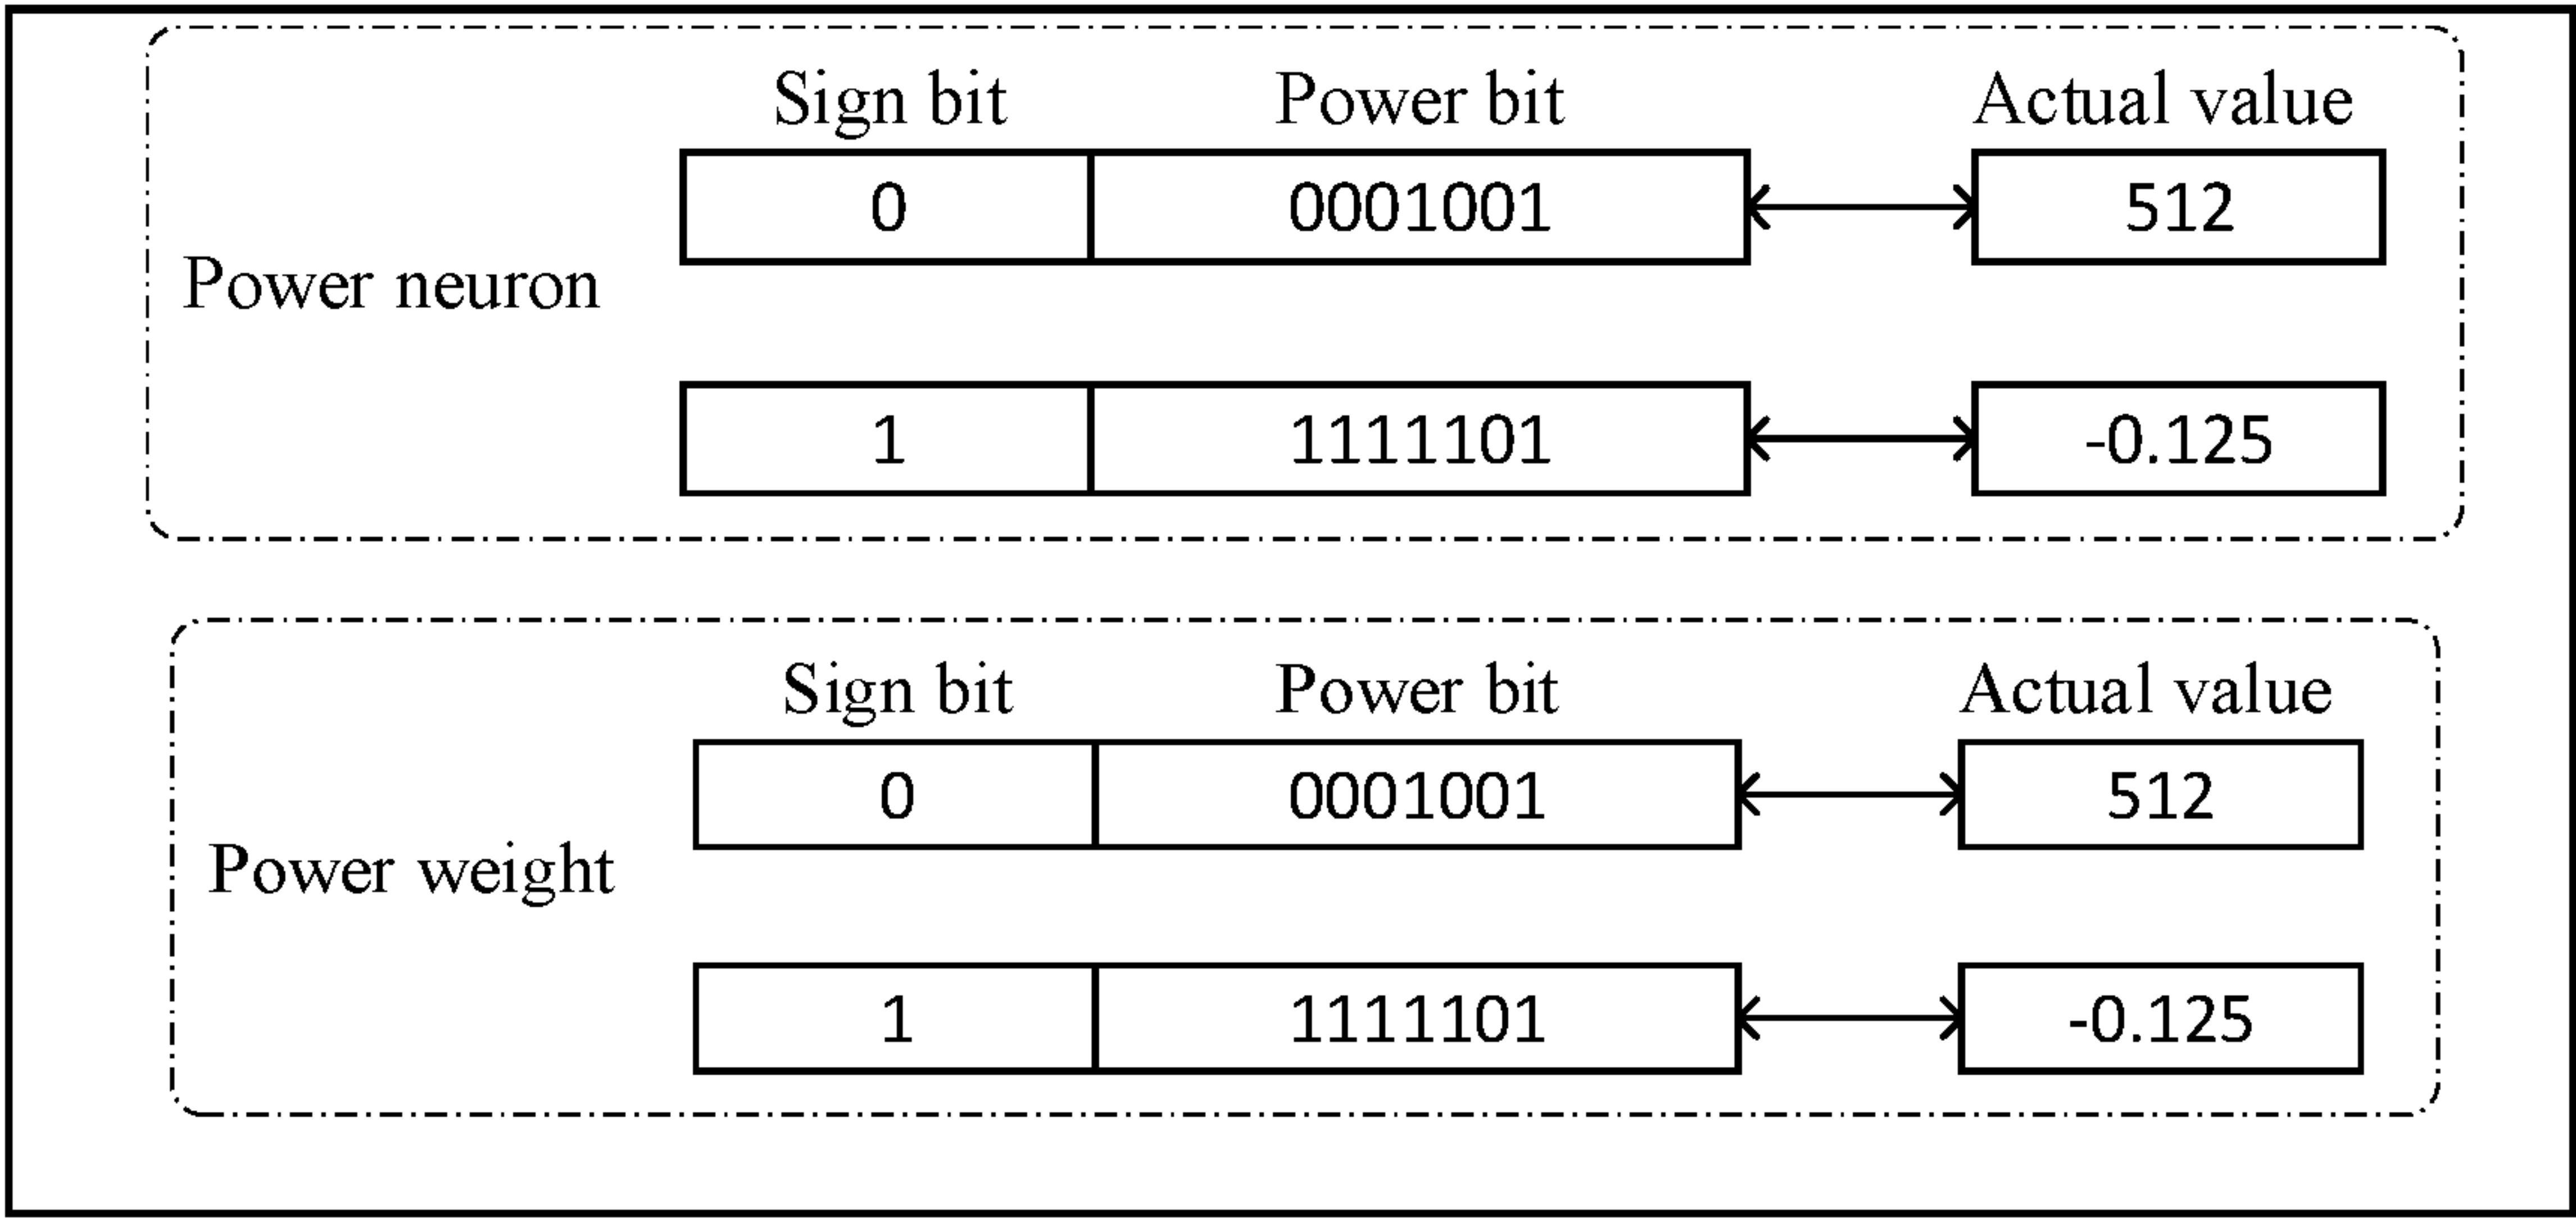 Sign bit Power bit Actual value
0 0001001 512
Power neuron
1 1111101 -0.125
Sign bit Power bit Actual value
0 0001001 512
Power weight
1 1111101 -0.125